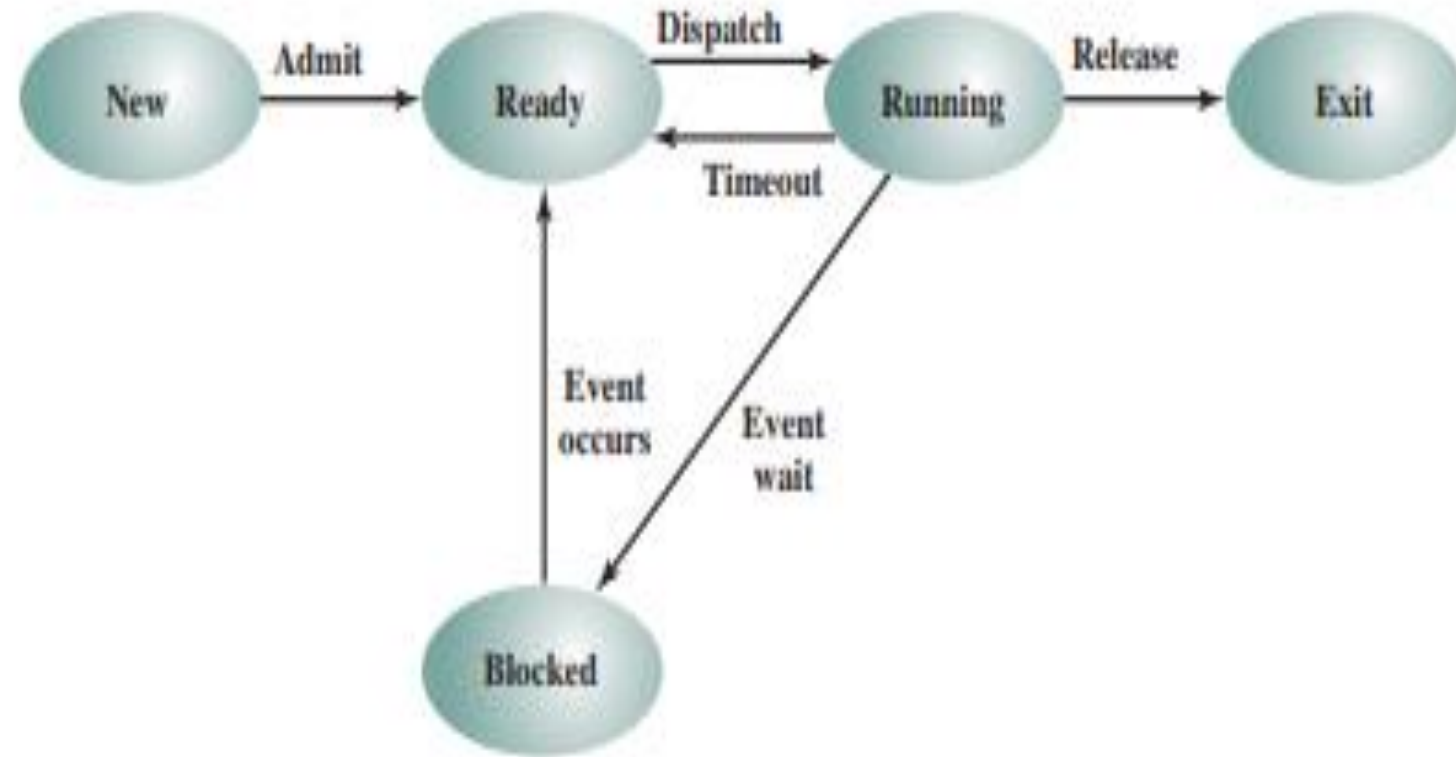 Dispatch
Admit
Release
New
Ready
Running
Exit
Timeout
Event
occurs
Event
wait
Blocked